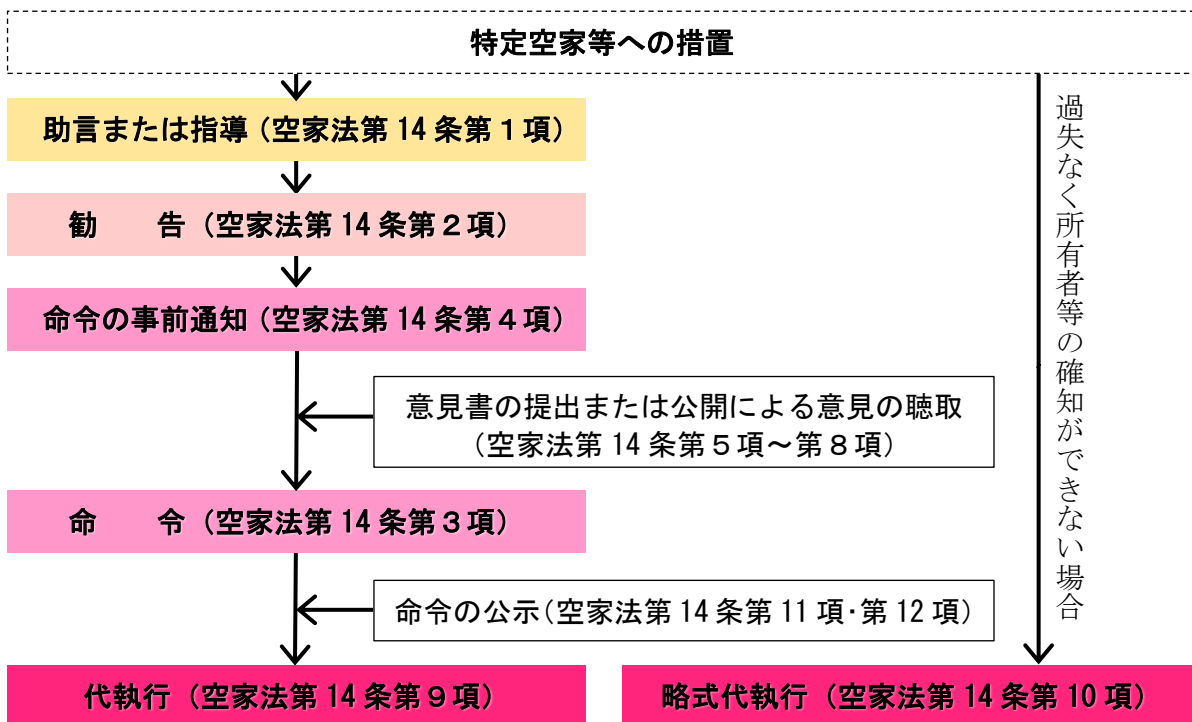 特定空家等への措置
助言または指導（空家法第14条第１項）
勧　　告（空家法第14条第２項）
命令の事前通知（空家法第14条第４項）
意見書の提出または公開による意見の聴取
（空家法第14条第５項～第８項）
命　　令（空家法第14条第３項）
命令の公示（空家法第14条第11項・第12項）
代執行（空家法第14条第９項）
過失なく所有者等の確知ができない場合
略式代執行（空家法第14条第10項）